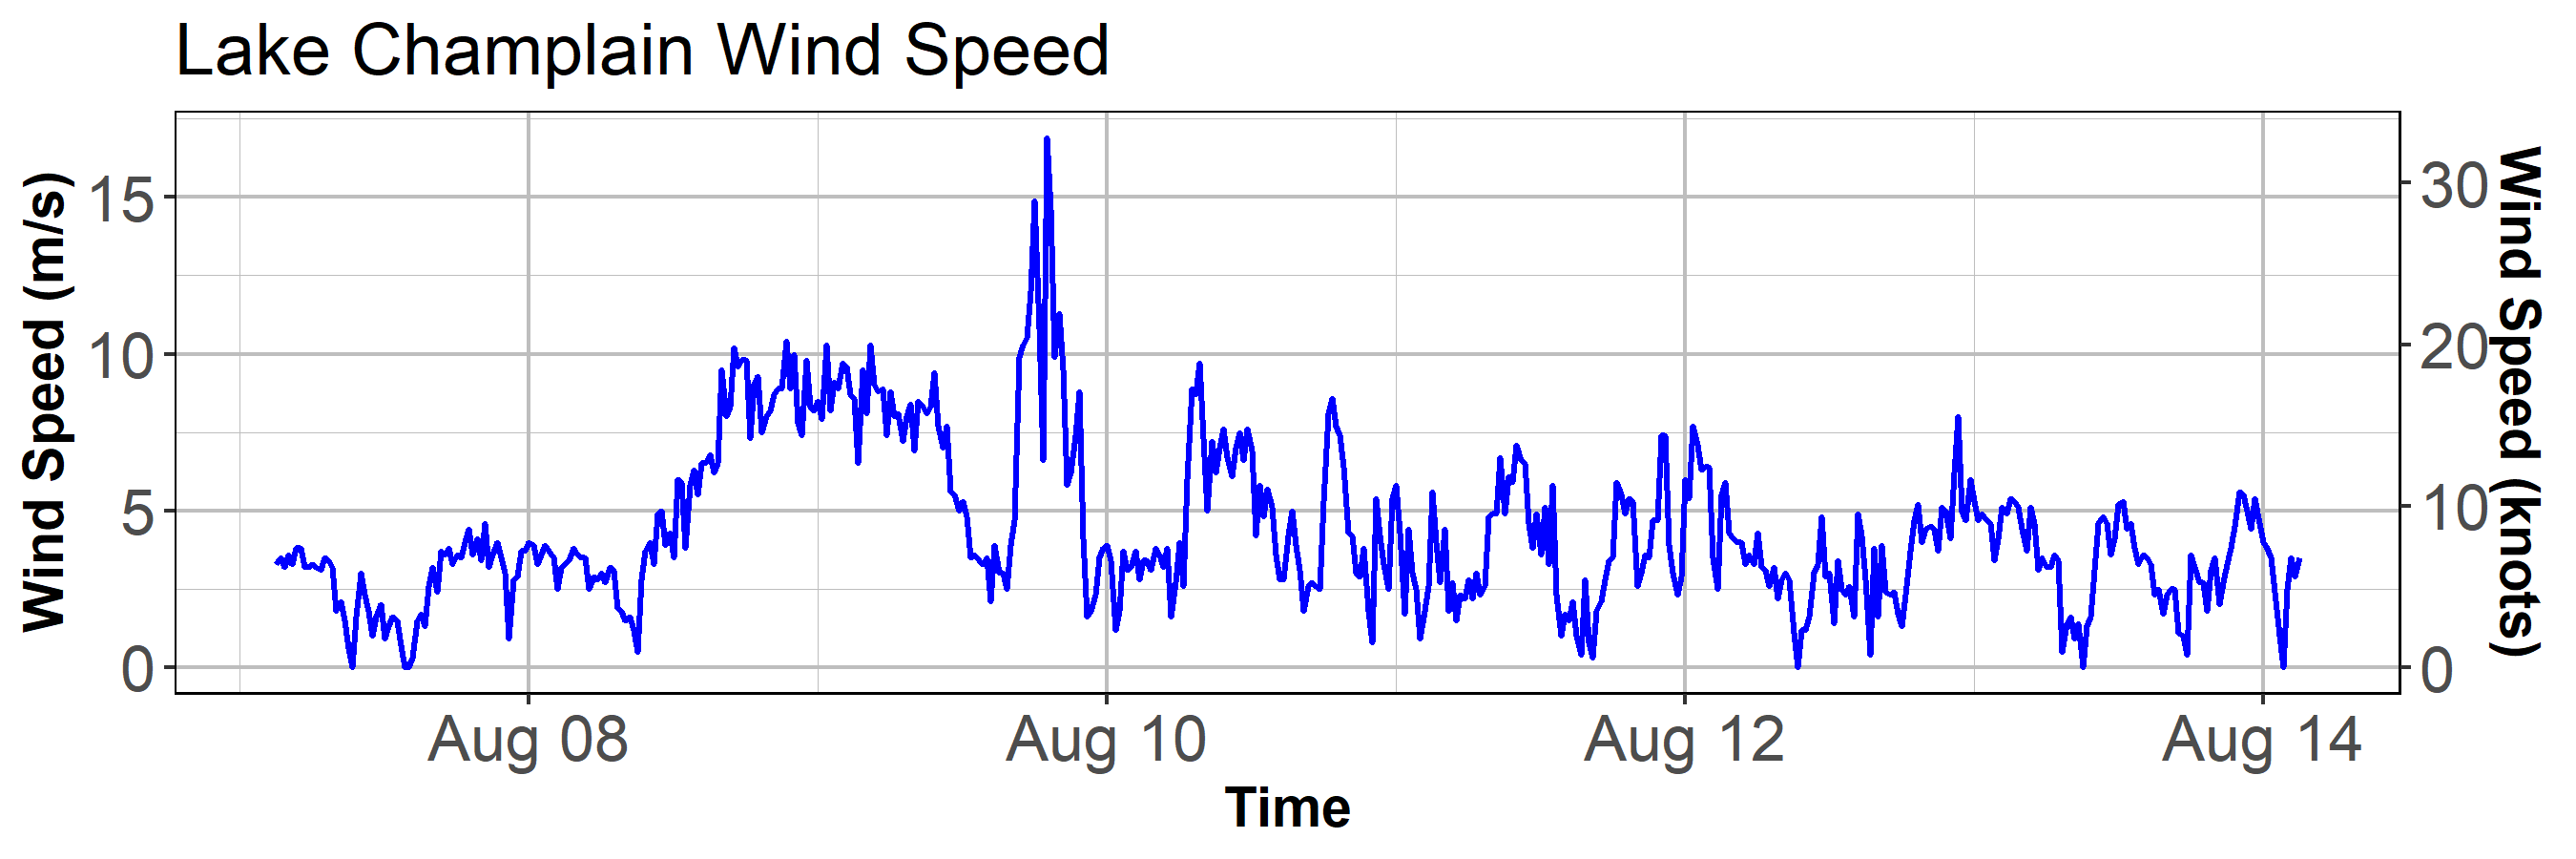 Lake Champlain Wind Speed
Wind Speed (m/s)
15
10
5
0
30
20
10
0
Wind Speed (knots)
Aug 08
Aug 10
Aug 12
Aug 14
Time